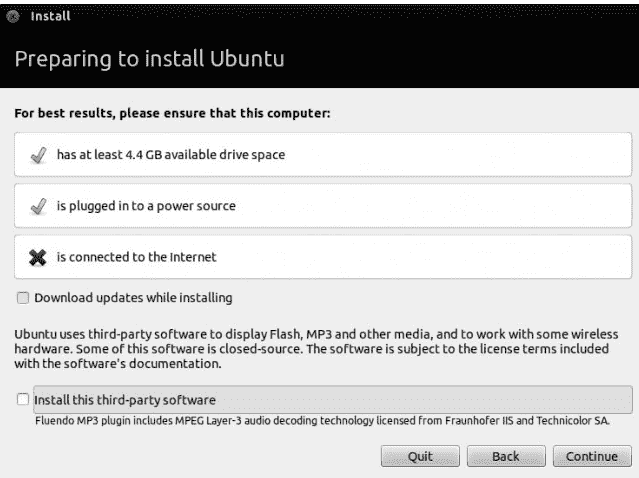 Install
Preparing to install Ubuntu
For best results, please ensure that this computer:
has at least 4.4 GB available drive space
is plugged in to a power source
is connected to the Internet
Download updates while installing
Ubuntu uses third-party software to display Flash, MP3 and other media, and to work with some wireless
hardware. Some of this software is closed-source. The software is subject to the license terms included
with the software's documentation.
Install this third-party software
Fluendo MP3 plugin includes MPEG Layer-3 audio decoding technology licensed from Fraunhofer IIS and Technicolor SA.
Quit Back Continue